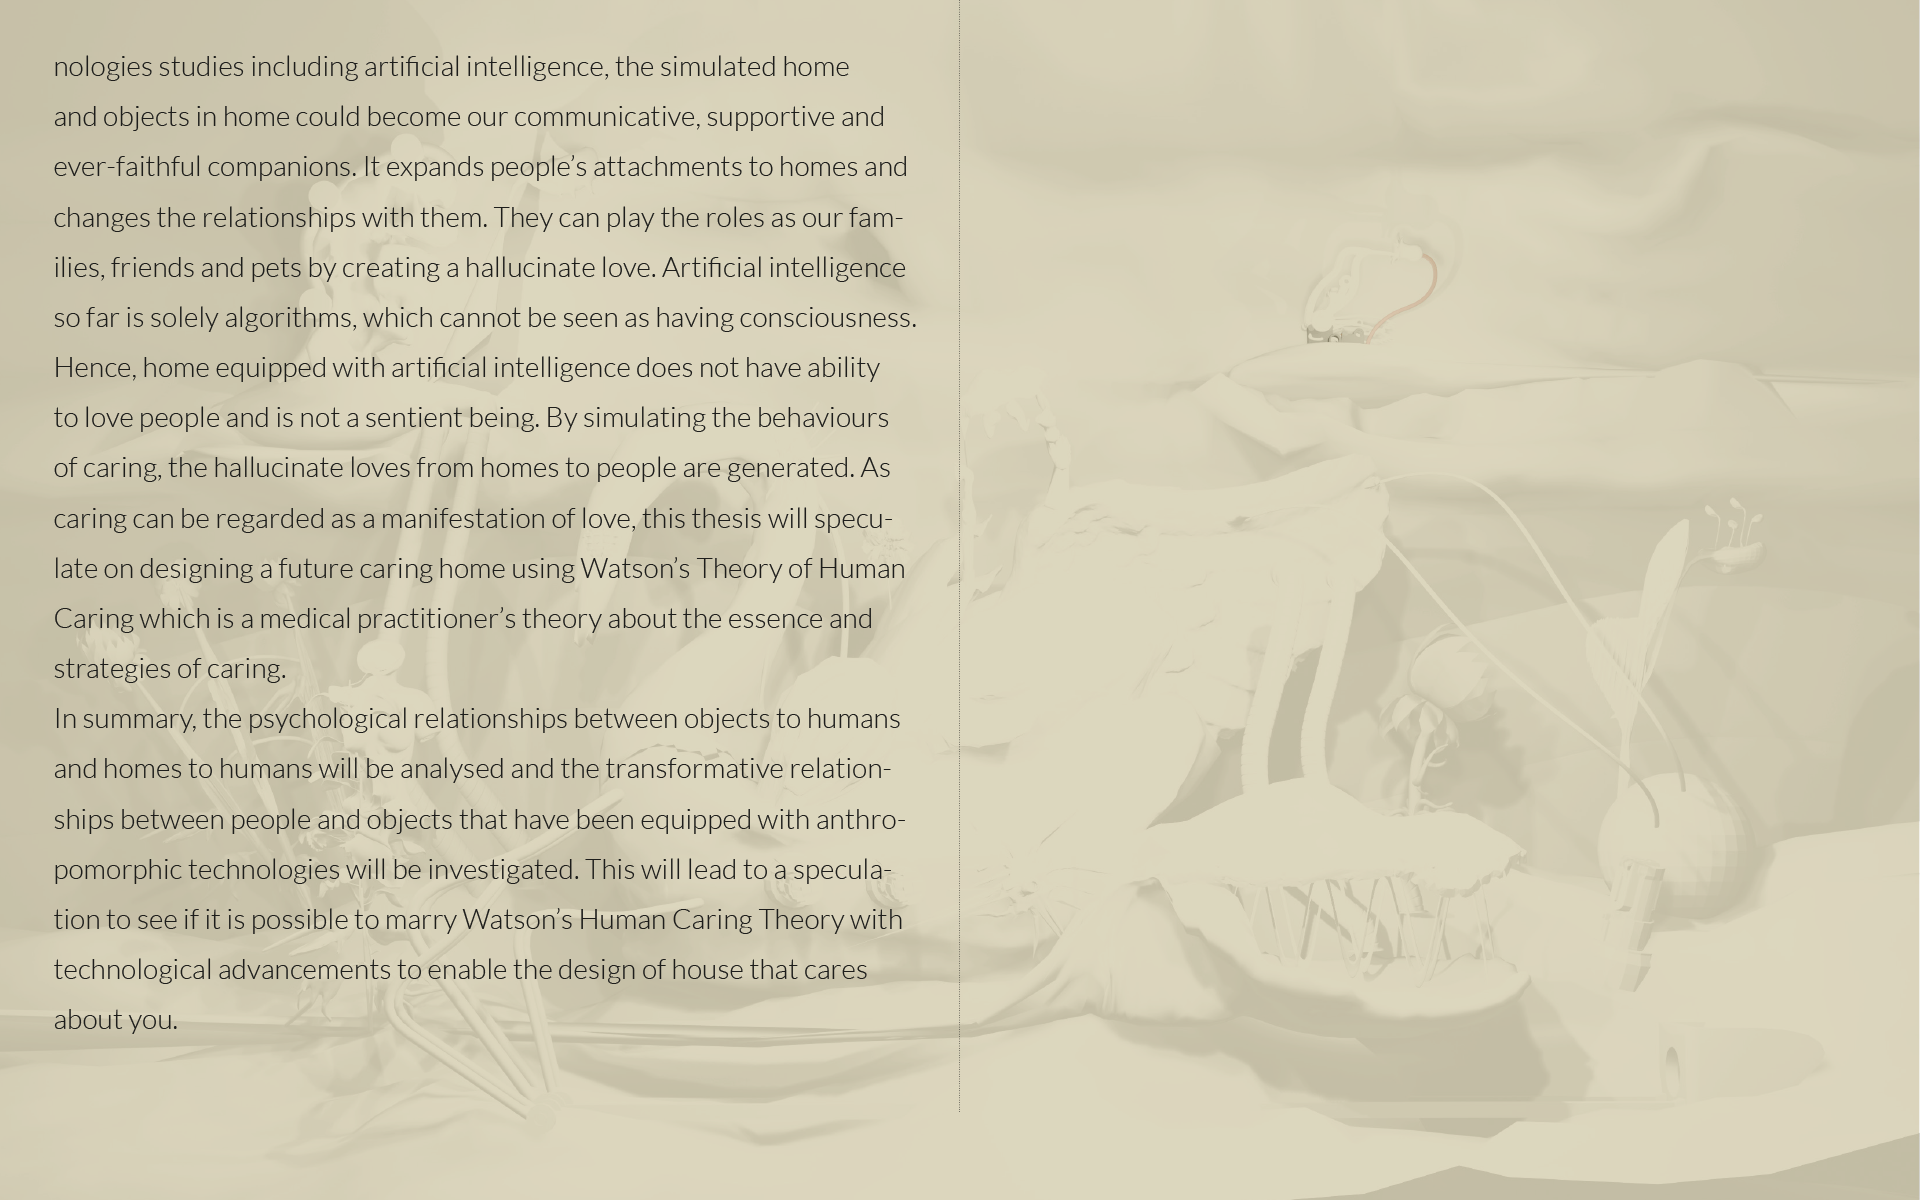 nologies studies including artificial intelligence, the simulated home
and objects in home could become our communicative, supportive and
ever-faithful companions. It expands people’s attachments to homes and
changes the relationships with them. They can play the roles as our fam-
ilies, friends and pets by creating a hallucinate love. Artificial intelligence
so far is solely algorithms, which cannot be seen as having consciousness.
Hence, home equipped with artificial intelligence does not have ability
to love people and is not a sentient being. By simulating the behaviours
of caring, the hallucinate loves from homes to people are generated. As
caring can be regarded as a manifestation of love, this thesis will specu-
late on designing a future caring home using Watson’s Theory of Human
Caring which is a medical practitioner’s theory about the essence and
strategies of caring.
In summary, the psychological relationships between objects to humans
and homes to humans will be analysed and the transformative relation-
ships between people and objects that have been equipped with anthro-
pomorphic technologies will be investigated. This will lead to a specula-
tion to see if it is possible to marry Watson’s Human Caring Theory with
technological advancements to enable the design of house that cares
about you.